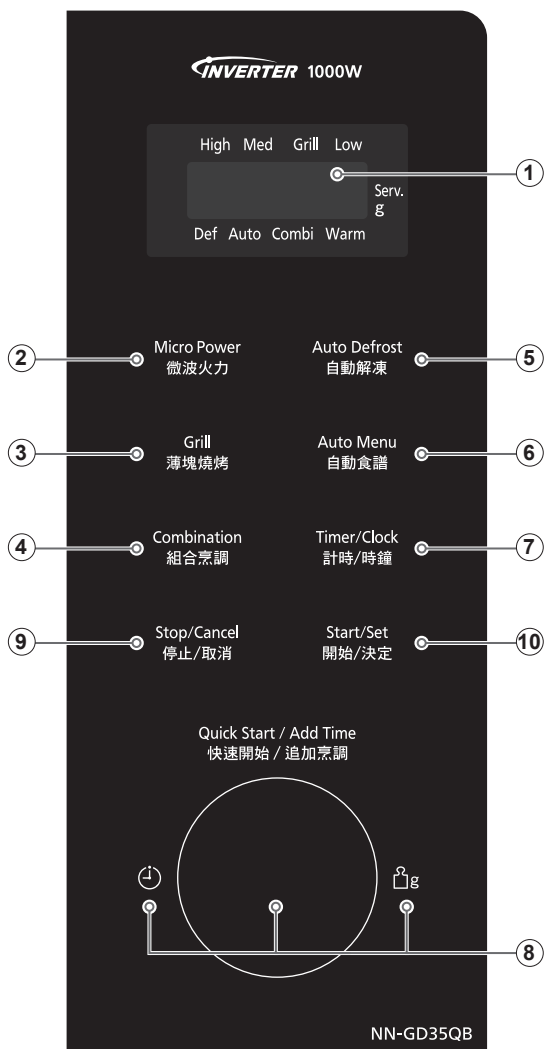 INVERTER 1000W
High Med Grill Low
①
Serv.
g
Def Auto Combi Warm
② Micro Power
微波火力
Auto Defrost ⑤
自動解凍
③ Grill
薄塊燒烤
Auto Menu ⑥
自動食譜
④ Combination
組合烹調
Timer/Clock ⑦
計時/時鐘
⑨ Stop/Cancel
停止/取消
Start/Set ⑩
開始/決定
Quick Start / Add Time
快速開始 / 追加烹調
g
⑧
NN-GD35QB